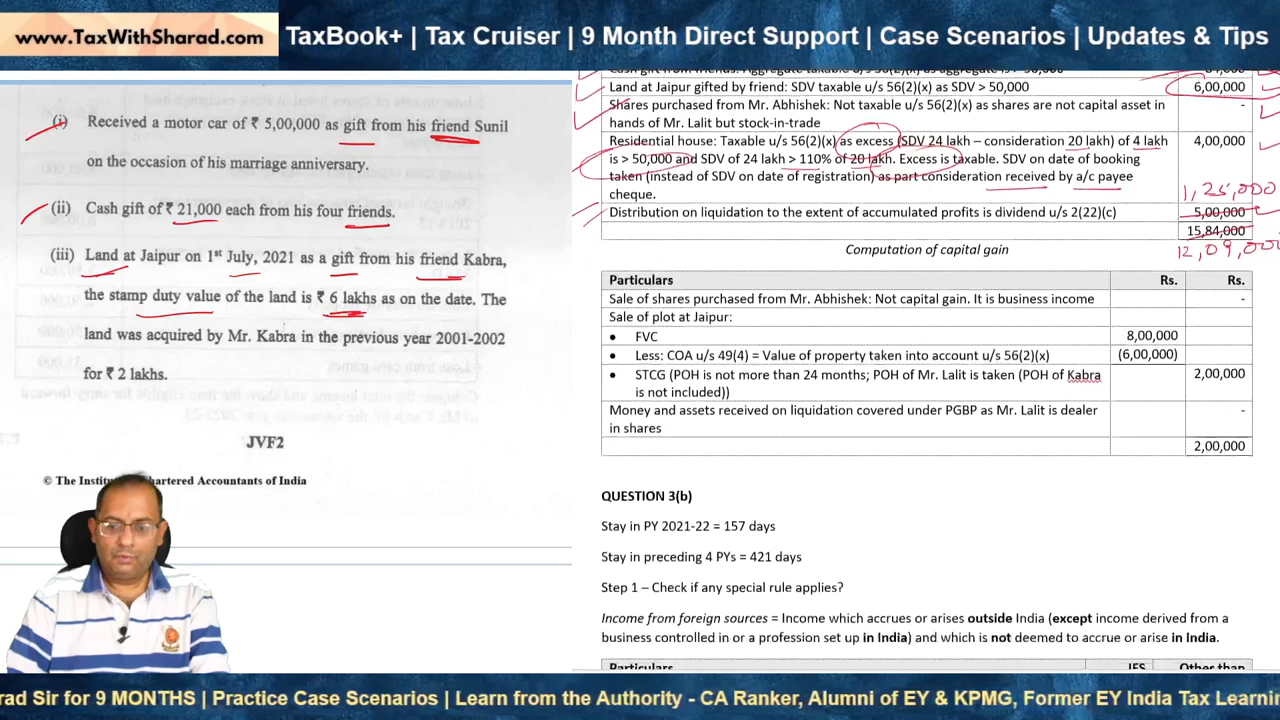 www.TaxWithSharad.com
TaxBook+ | Tax Cruiser | 9 Month Direct Support | Case Scenarios | Updates & Tips
(i) Received a motor car of ₹ 5,00,000 as gift from his friend Sunil
on the occasion of his marriage anniversary.
(ii) Cash gift of ₹ 21,000 each from his four friends.
(iii) Land at Jaipur on 1st July, 2021 as a gift from his friend Kabra,
the stamp duty value of the land is ₹ 6 lakhs as on the date. The
land was acquired by Mr. Kabra in the previous year 2001-2002
for ₹ 2 lakhs.
JVF2
© The Institu Chartered Accountants of India
Land at Jaipur gifted by friend: SDV taxable u/s 56(2)(x) as SDV > 50,000 6,00,000
Shares purchased from Mr. Abhishek: Not taxable u/s 56(2)(x) as shares are not capital asset in -
hands of Mr. Lalit but stock-in-trade
Residential house: Taxable u/s 56(2)(x) as excess (SDV 24 lakh – consideration 20 lakh) of 4 lakh 4,00,000
is > 50,000 and SDV of 24 lakh > 110% of 20 lakh. Excess is taxable. SDV on date of booking
taken (instead of SDV on date of registration) as part consideration received by a/c payee
cheque.
1,25,000
Distribution on liquidation to the extent of accumulated profits is dividend u/s 2(22)(c) 5,00,000
15,84,000
12,09,000
Computation of capital gain
Particulars Rs. Rs.
Sale of shares purchased from Mr. Abhishek: Not capital gain. It is business income -
Sale of plot at Jaipur:
• FVC 8,00,000
• Less: COA u/s 49(4) = Value of property taken into account u/s 56(2)(x) (6,00,000)
• STCG (POH is not more than 24 months; POH of Mr. Lalit is taken (POH of Kabra 2,00,000
is not included))
Money and assets received on liquidation covered under PGBP as Mr. Lalit is dealer -
in shares
2,00,000
QUESTION 3(b)
Stay in PY 2021-22 = 157 days
Stay in preceding 4 PYs = 421 days
Step 1 – Check if any special rule applies?
Income from foreign sources = Income which accrues or arises outside India (except income derived from a
business controlled in or a profession set up in India) and which is not deemed to accrue or arise in India.
Particulars IFS Other than
rad Sir for 9 MONTHS | Practice Case Scenarios | Learn from the Authority - CA Ranker, Alumni of EY & KPMG, Former EY India Tax Learnin